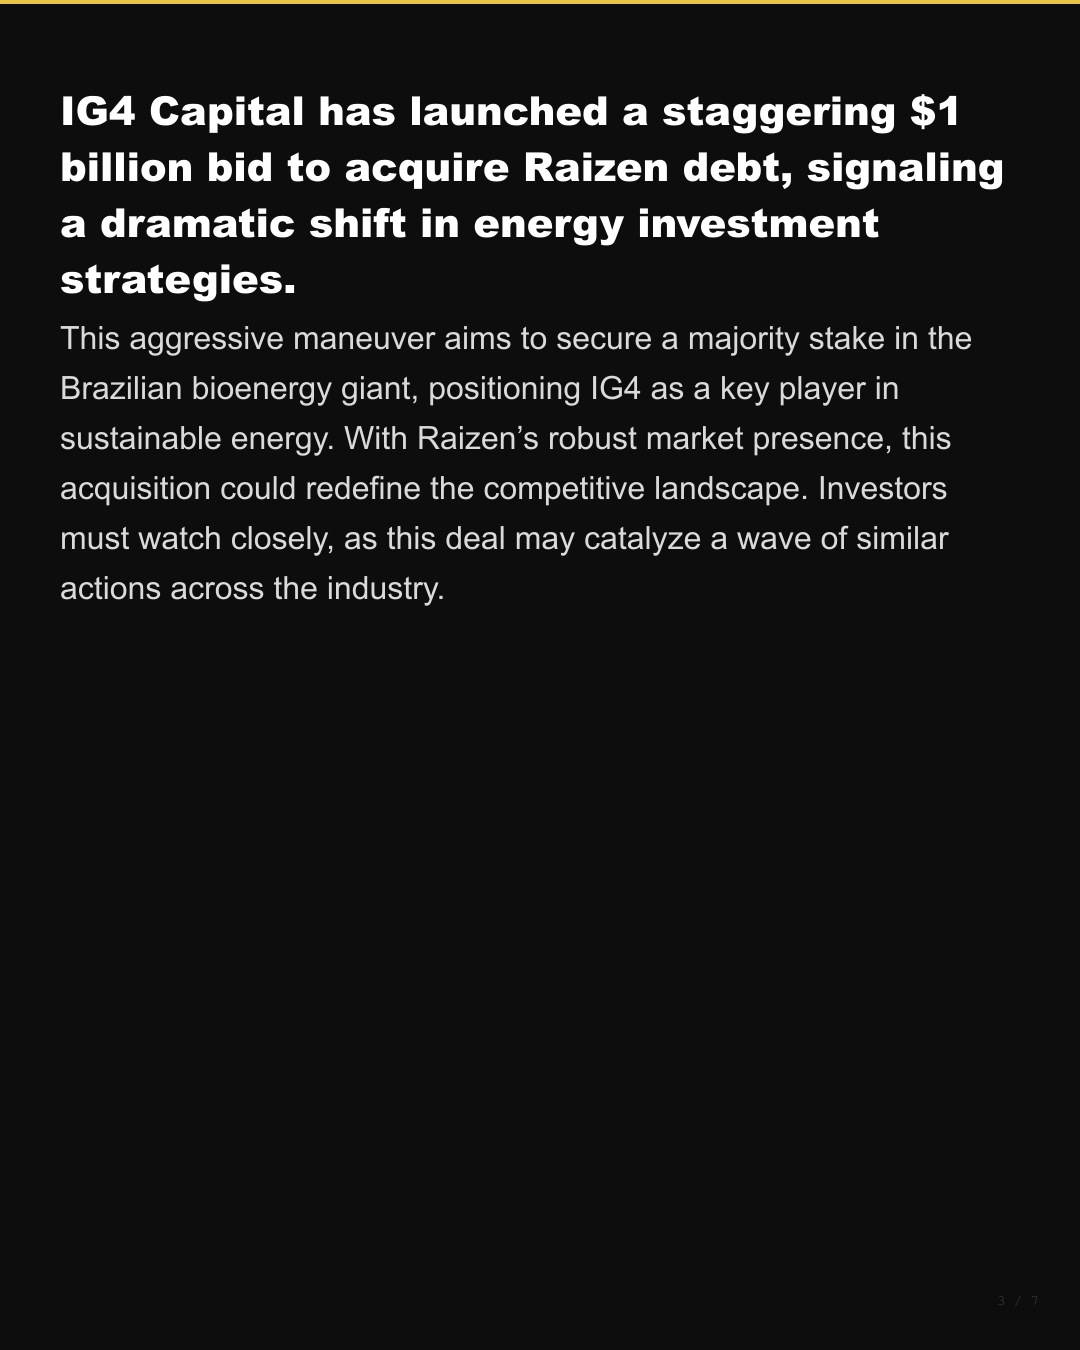 IG4 Capital has launched a staggering $1
billion bid to acquire Raizen debt, signaling
a dramatic shift in energy investment
strategies.
This aggressive maneuver aims to secure a majority stake in the
Brazilian bioenergy giant, positioning IG4 as a key player in
sustainable energy. With Raizen’s robust market presence, this
acquisition could redefine the competitive landscape. Investors
must watch closely, as this deal may catalyze a wave of similar
actions across the industry.
3 / 7